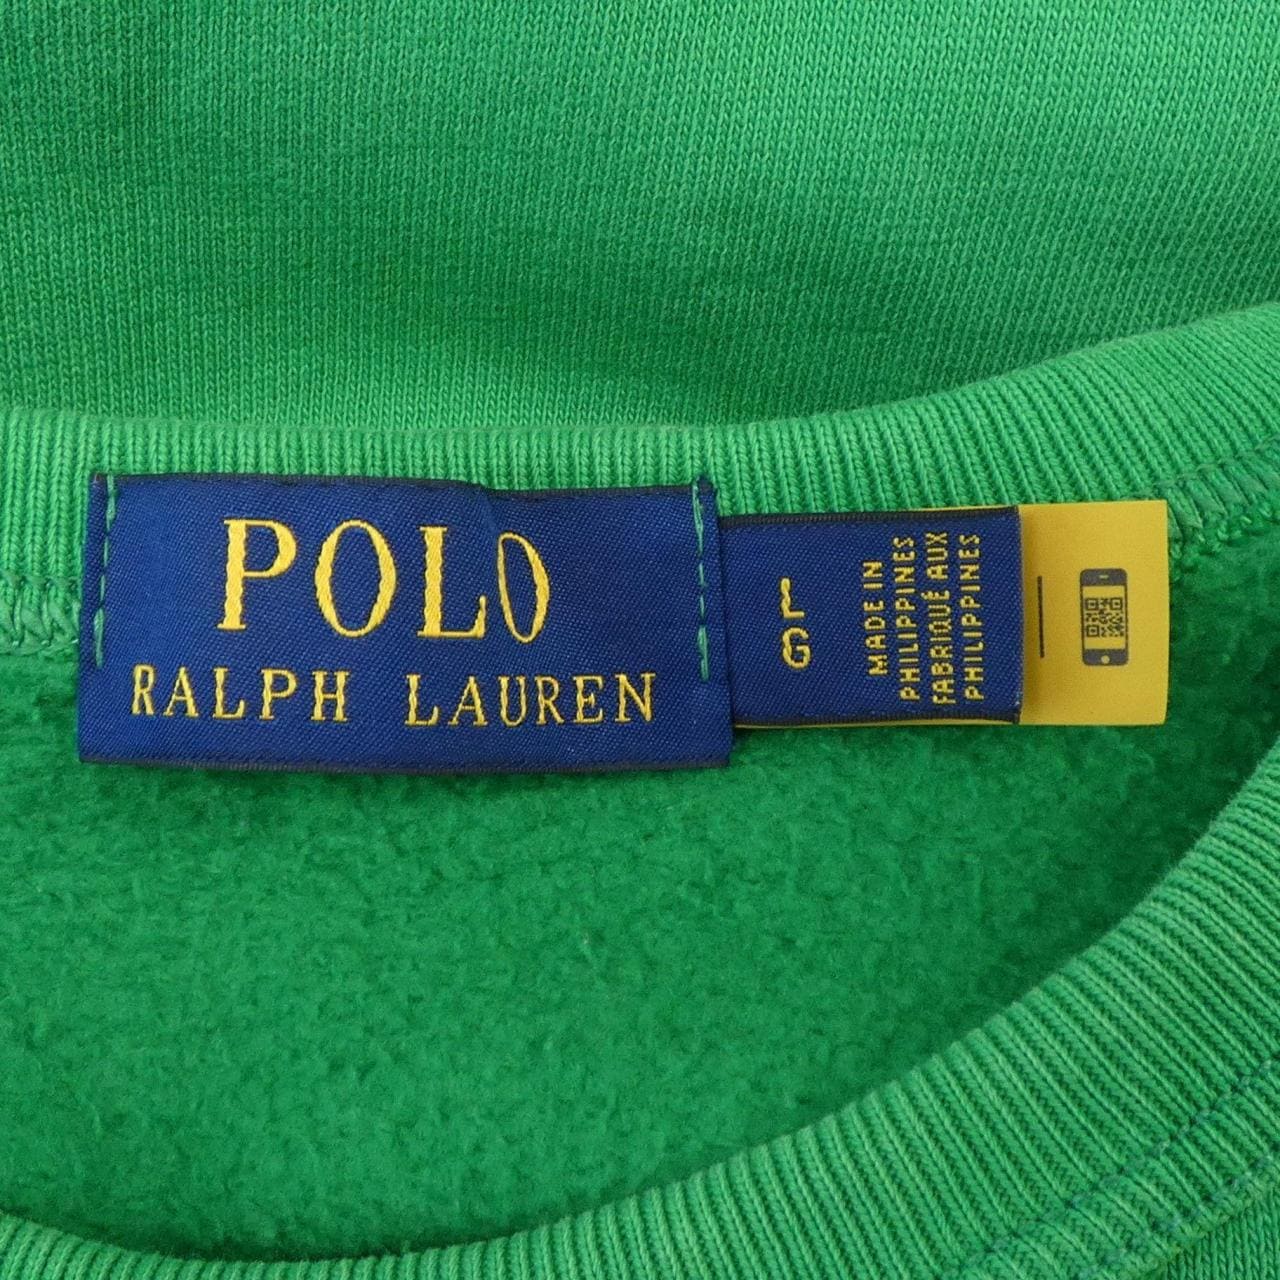 POLO
RALPH LAUREN
L
G
MADE IN
PHILIPPINES
FABRIQUÉ AUX
PHILIPPINES